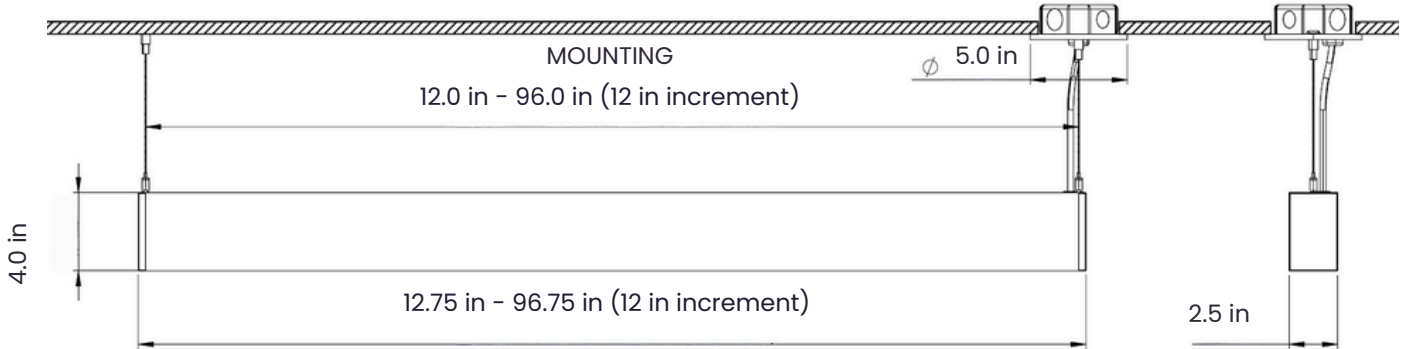 MOUNTING
⌀ 5.0 in
12.0 in - 96.0 in (12 in increment)
4.0 in
12.75 in - 96.75 in (12 in increment)
2.5 in